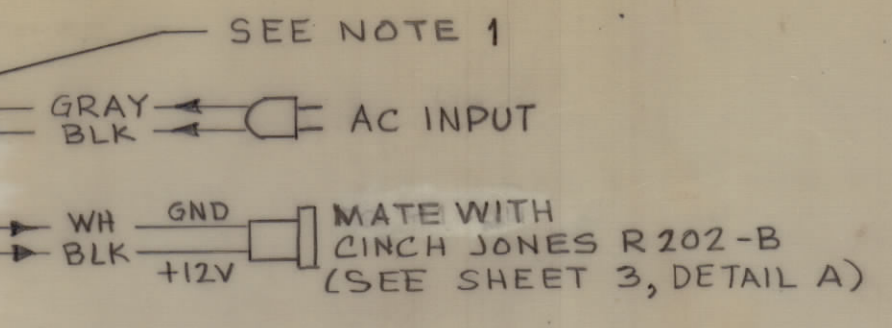 SEE NOTE 1
GRAY
BLK
AC INPUT
WH
GND
BLK
+12V
MATE WITH
CINCH JONES R202-B
(SEE SHEET 3, DETAIL A)